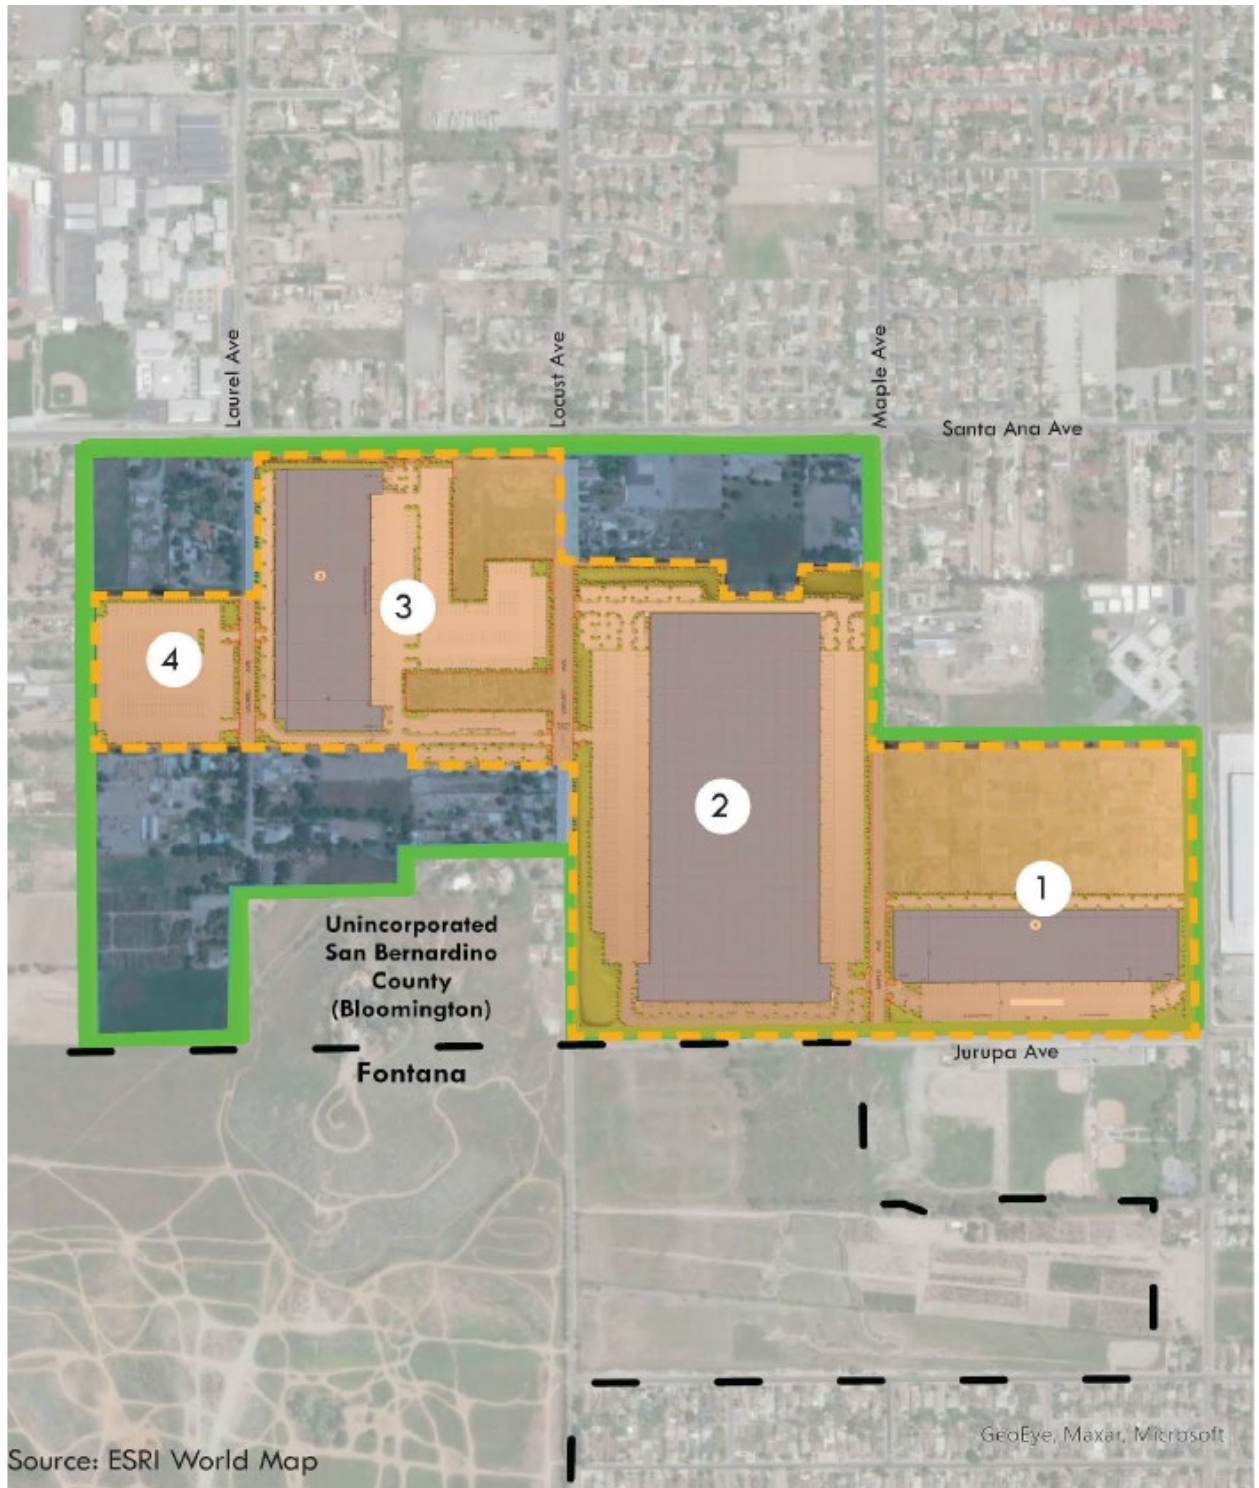 Laurel Ave
Locust Ave
Maple Ave
Santa Ana Ave
3
4
2
1
Unincorporated
San Bernardino
County
(Bloomington)
Jurupa Ave
Fontana
GeoEye, Maxar, Microsoft
Source: ESRI World Map